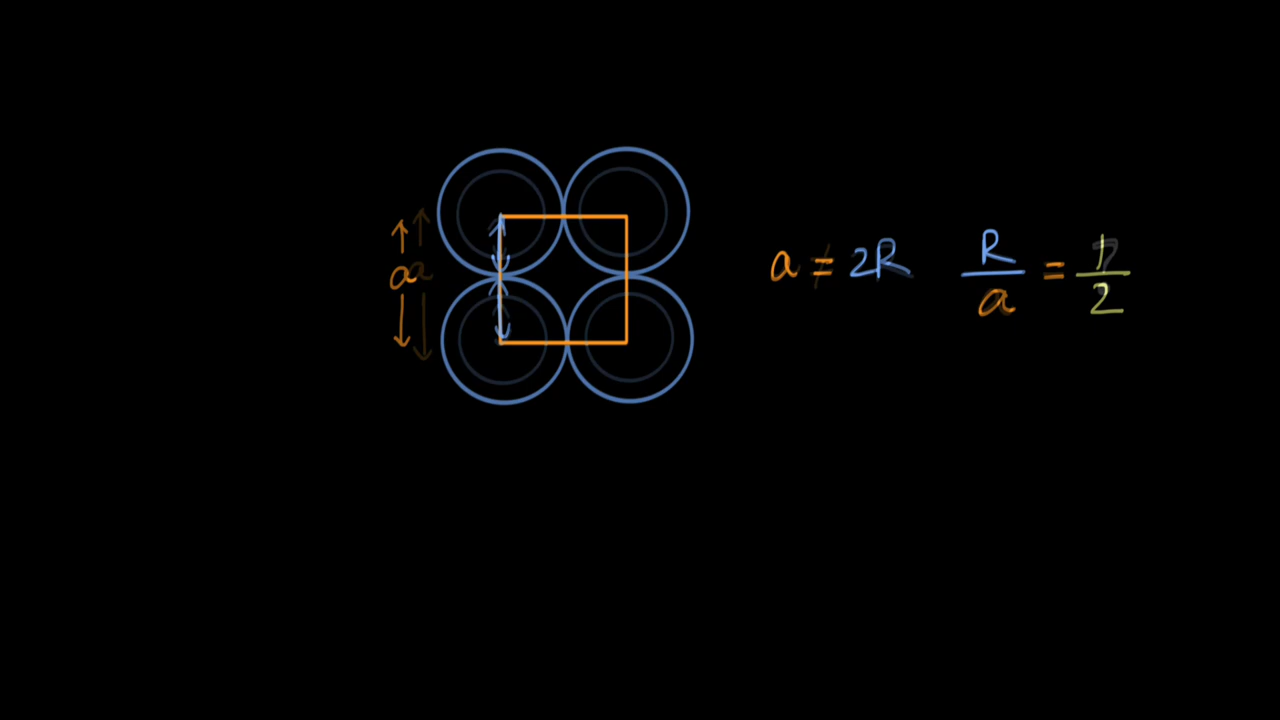 a
a = 2R
R/a = 1/2